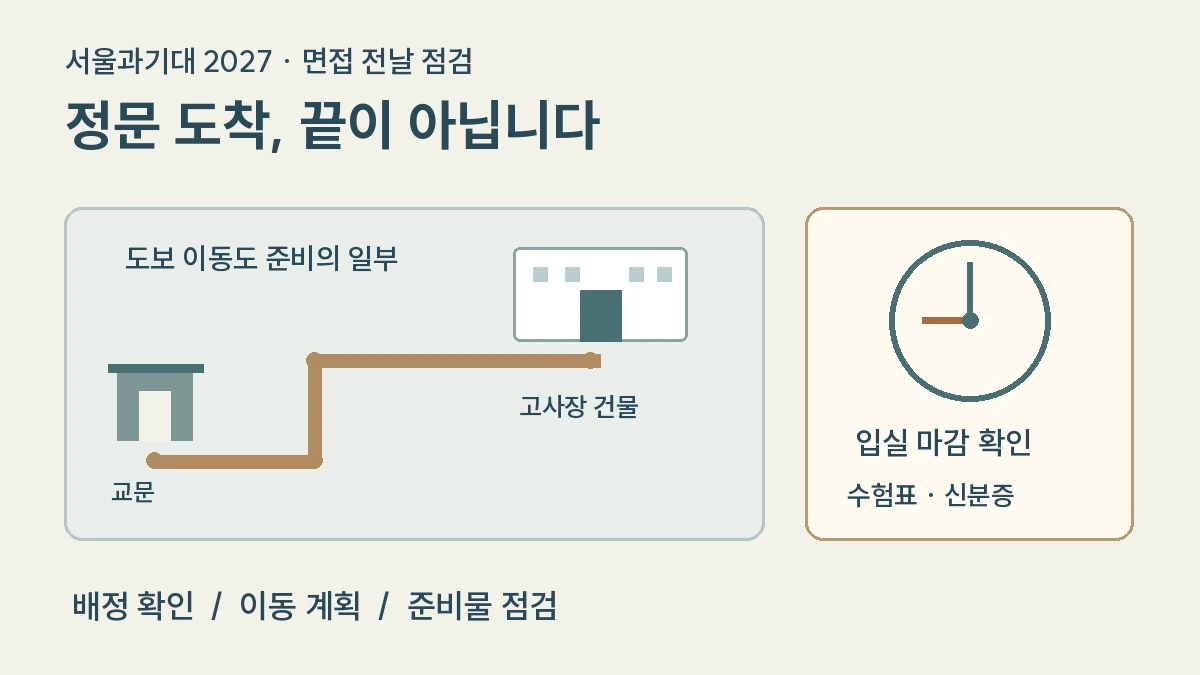 서울과기대 2027 · 면접 전날 점검
정문 도착, 끝이 아닙니다
도보 이동도 준비의 일부
고사장 건물
교문
입실 마감 확인
수험표 · 신분증
배정 확인 / 이동 계획 / 준비물 점검